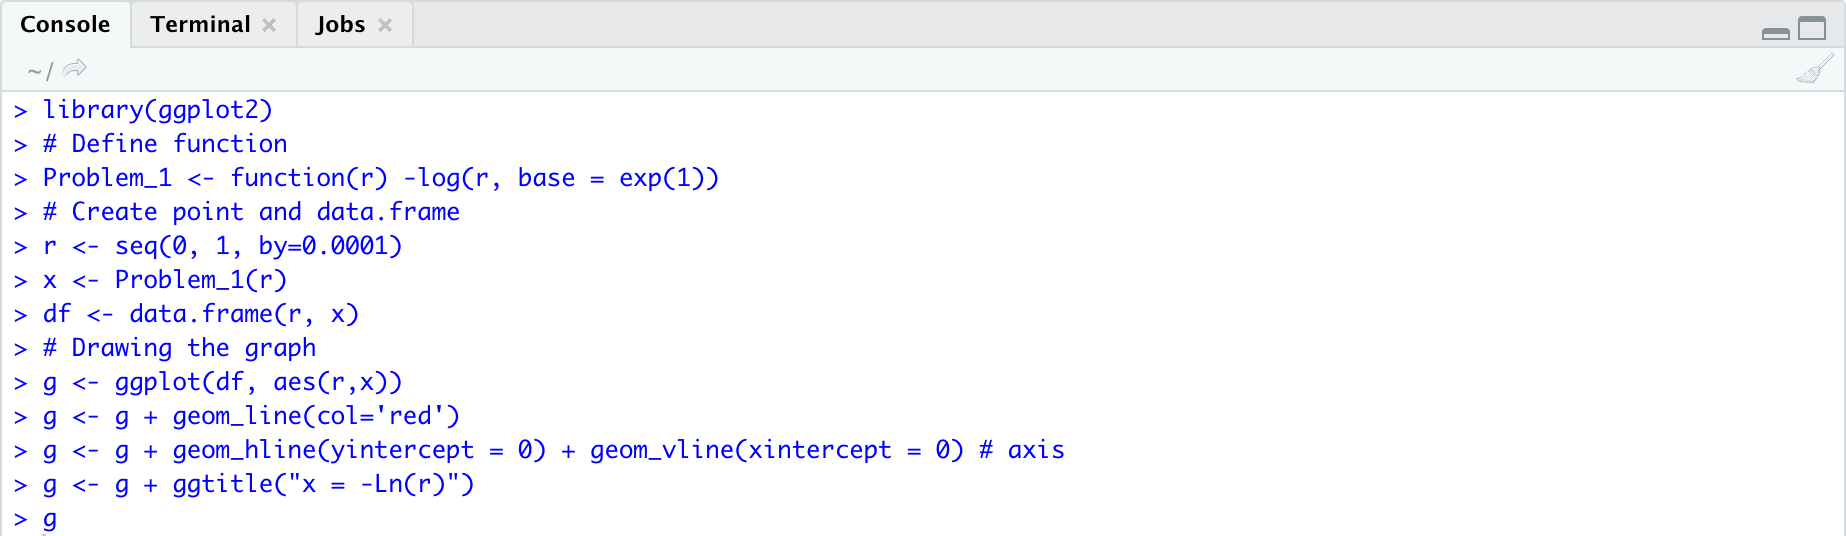 Console Terminal Jobs
~/
> library(ggplot2)
> # Define function
> Problem_1 <- function(r) -log(r, base = exp(1))
> # Create point and data.frame
> r <- seq(0, 1, by=0.0001)
> x <- Problem_1(r)
> df <- data.frame(r, x)
> # Drawing the graph
> g <- ggplot(df, aes(r,x))
> g <- g + geom_line(col='red')
> g <- g + geom_hline(yintercept = 0) + geom_vline(xintercept = 0) # axis
> g <- g + ggtitle("x = -Ln(r)")
> g